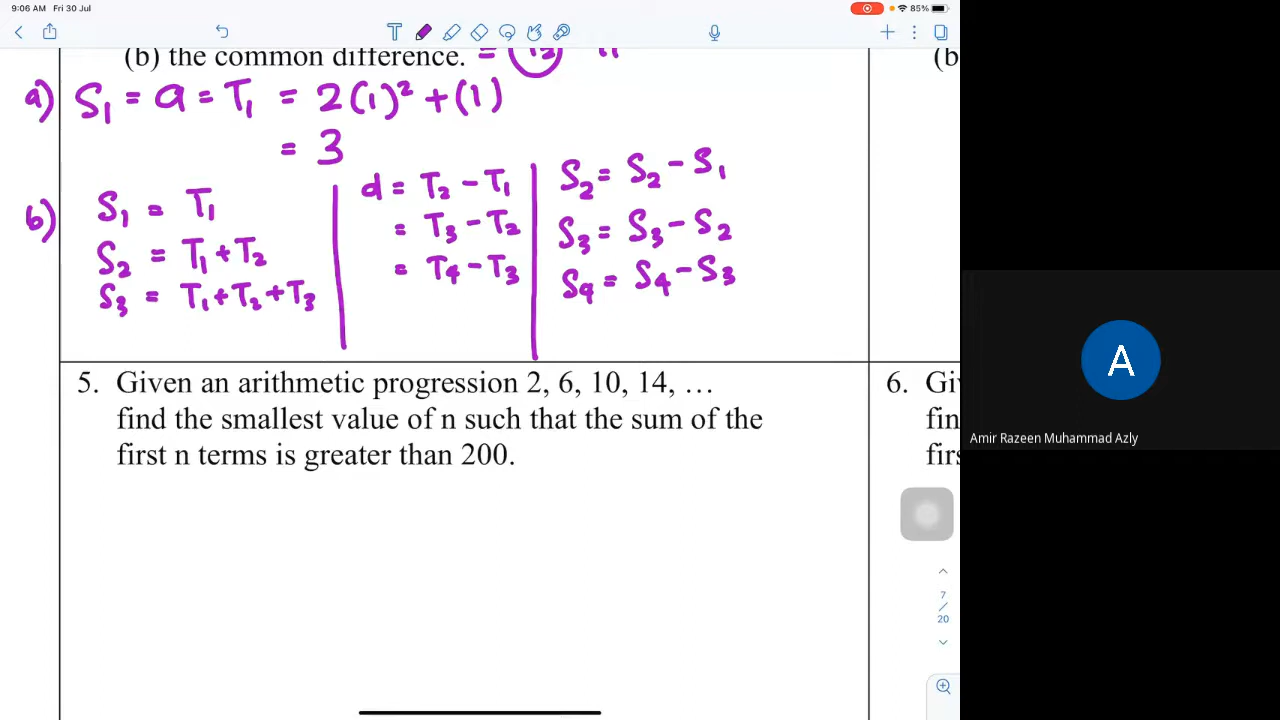 9:06 AM Fri 30 Jul
85%
T
(b) the common difference. =
a) S₁ = a = T₁ = 2(1)² + (1)
= 3
b) S₁ = T₁
S₂ = T₁ + T₂
S₃ = T₁ + T₂ + T₃
d = T₂ - T₁
= T₃ - T₂
= T₄ - T₃
S₂ = S₂ - S₁
S₃ = S₃ - S₂
S₄ = S₄ - S₃
5. Given an arithmetic progression 2, 6, 10, 14, …
find the smallest value of n such that the sum of the
first n terms is greater than 200.
(b
6. Gi
fin
firs
7
/
20
A
Amir Razeen Muhammad Azly